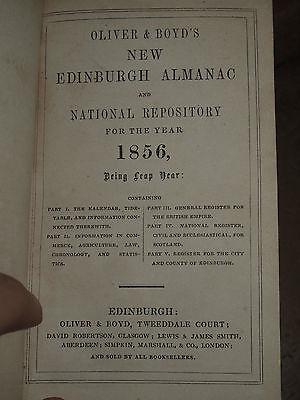 OLIVER & BOYD'S
NEW
EDINBURGH ALMANAC
AND
NATIONAL REPOSITORY
FOR THE YEAR
1856,
Being Leap Year:
CONTAINING
PART I. THE KALENDAR, TIDE-
TABLE, AND INFORMATION CON-
NECTED THEREWITH.
PART II. INFORMATION IN COM-
MERCE, AGRICULTURE, LAW,
CHRONOLOGY, AND STATIS-
TICS.
PART III. GENERAL REGISTER FOR
THE BRITISH EMPIRE.
PART IV. NATIONAL REGISTER,
CIVIL AND ECCLESIASTICAL, FOR
SCOTLAND.
PART V. REGISTER FOR THE CITY
AND COUNTY OF EDINBURGH.
EDINBURGH:
OLIVER & BOYD, TWEEDDALE COURT;
DAVID ROBERTSON, GLASGOW; LEWIS & JAMES SMITH,
ABERDEEN; SIMPKIN, MARSHALL, & CO., LONDON;
AND SOLD BY ALL BOOKSELLERS.